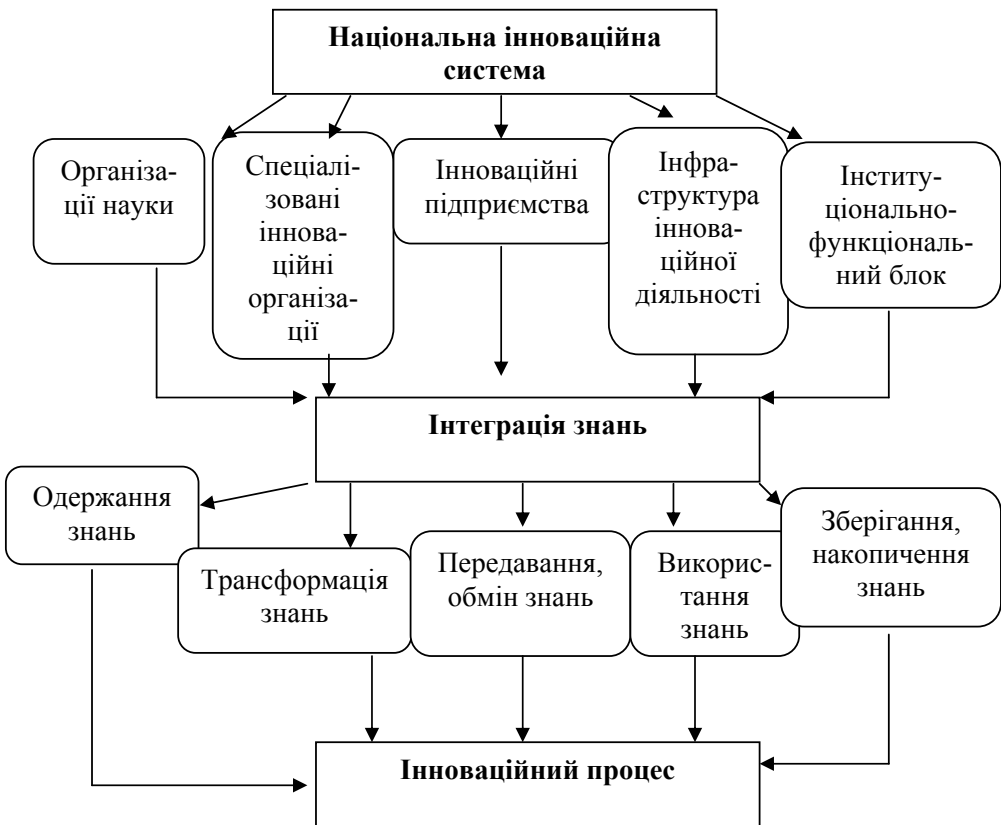 Національна інноваційна
система
Організа-
ції науки
Спеціалі-
зовані
іннова-
ційні
організа-
ції
Інноваційні
підприємства
Інфра-
структура
іннова-
ційної
діяльності
Інститу-
ціонально-
функціональ-
ний блок
Інтеграція знань
Одержання
знань
Трансформація
знань
Передавання,
обмін знань
Викорис-
тання
знань
Зберігання,
накопичення
знань
Інноваційний процес